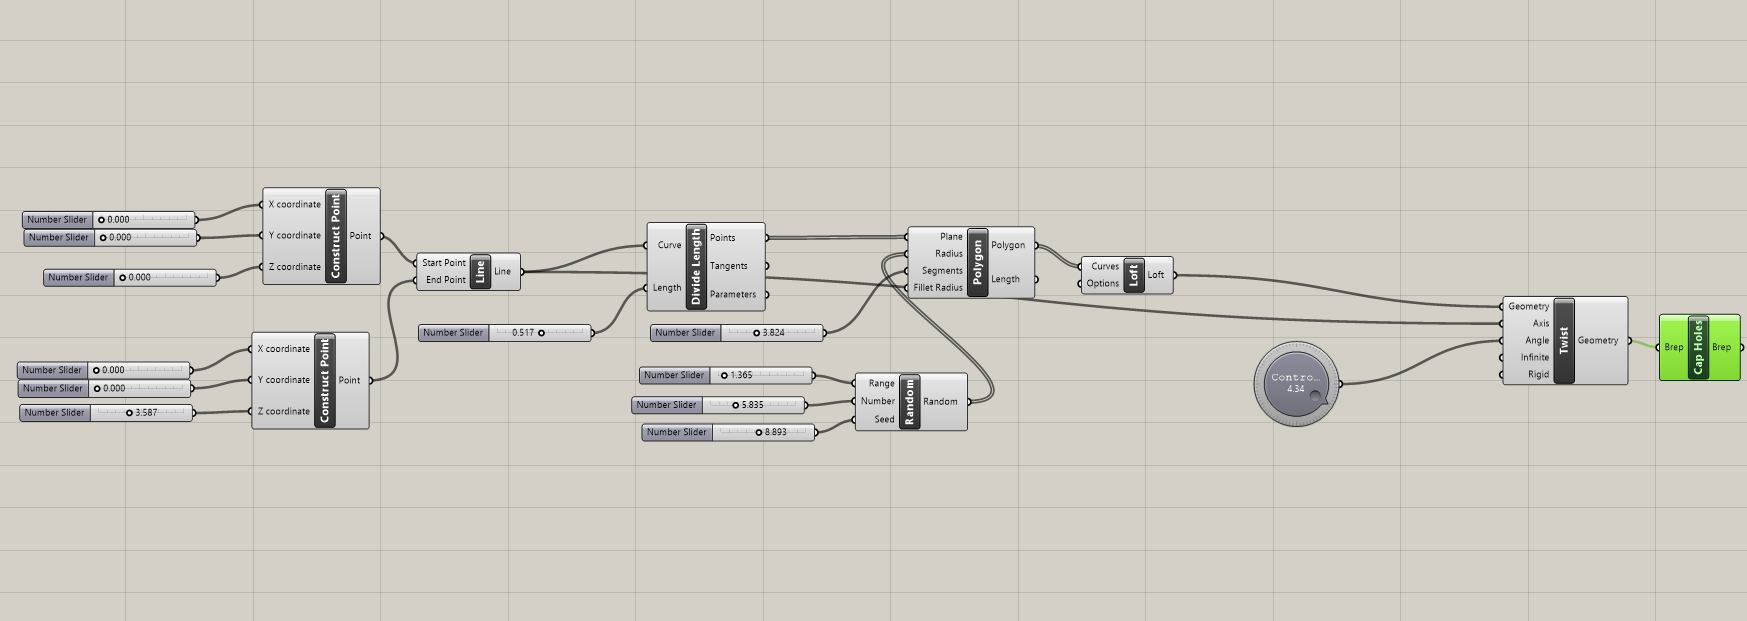 Number Slider 0.000
Number Slider 0.000
Number Slider 0.000
X coordinate
Y coordinate
Z coordinate
Construct Point
Point
Number Slider 0.000
Number Slider 0.000
Number Slider 3.587
X coordinate
Y coordinate
Z coordinate
Construct Point
Point
Start Point
End Point
Line
Line
Number Slider 0.517
Curve
Length
Divide Length
Points
Tangents
Parameters
Number Slider 3.824
Number Slider 1.365
Number Slider 5.835
Number Slider 8.893
Range
Number
Seed
Random
Random
Plane
Radius
Segments
Fillet Radius
Polygon
Polygon
Length
Curves
Options
Loft
Loft
Contro...
4.34
Geometry
Axis
Angle
Infinite
Rigid
Twist
Geometry
Brep
Cap Holes
Brep